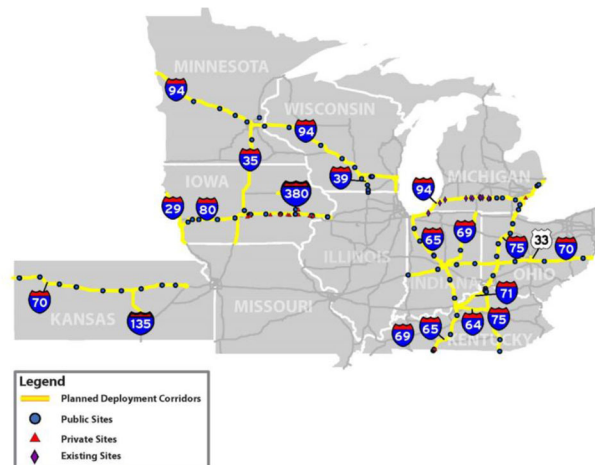 MINNESOTA
94
WISCONSIN
94
35
39
MICHIGAN
94
IOWA
380
29
80
65
69
75
33
70
ILLINOIS
INDIANA
OHIO
70
KANSAS
135
MISSOURI
71
69
65
64
75
KENTUCKY
Legend
Planned Deployment Corridors
Public Sites
Private Sites
Existing Sites